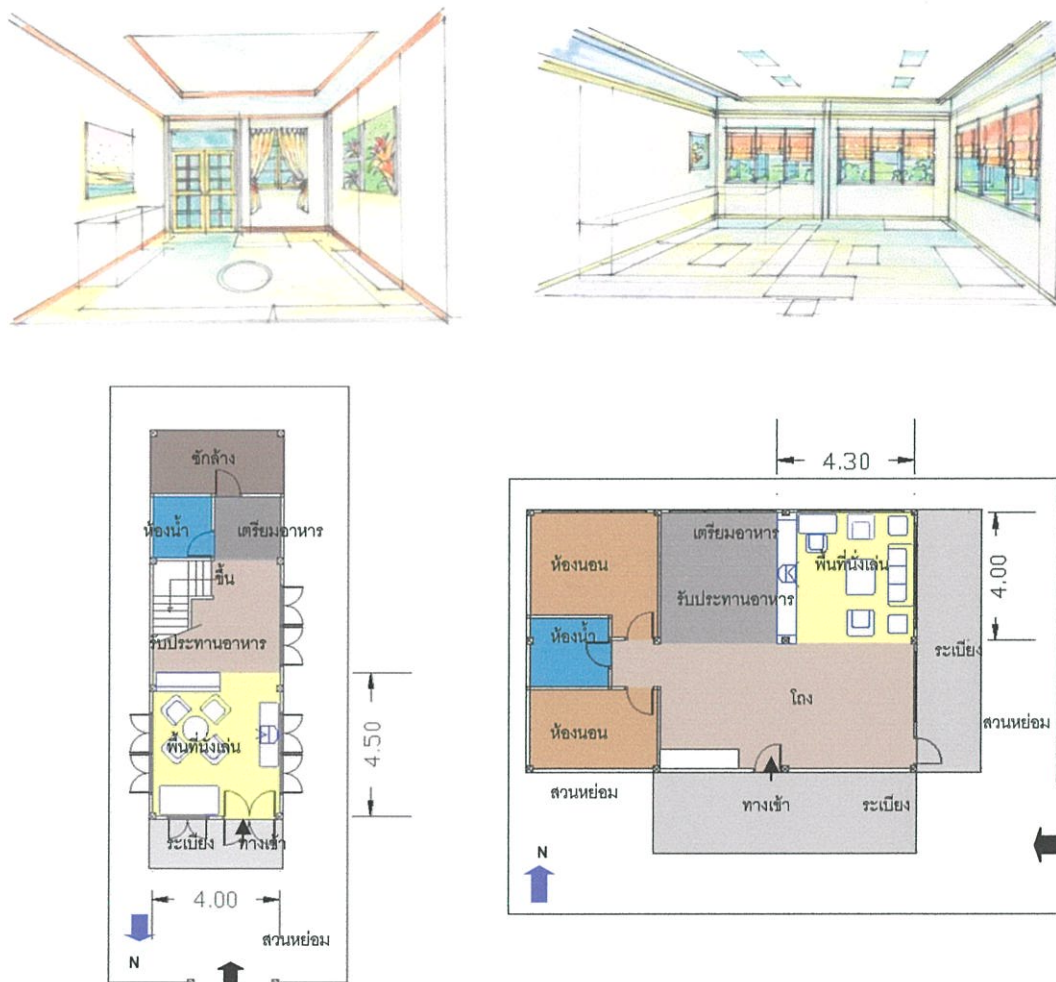 ซักล้าง
ห้องน้ำ
เตรียมอาหาร
ขึ้น
รับประทานอาหาร
พื้นที่นั่งเล่น
4.50
ระเบียง
ทางเข้า
4.00
N
สวนหย่อม
4.30
ห้องนอน
เตรียมอาหาร
พื้นที่นั่งเล่น
4.00
รับประทานอาหาร
ห้องน้ำ
ระเบียง
โถง
ห้องนอน
สวนหย่อม
สวนหย่อม
ทางเข้า
ระเบียง
N